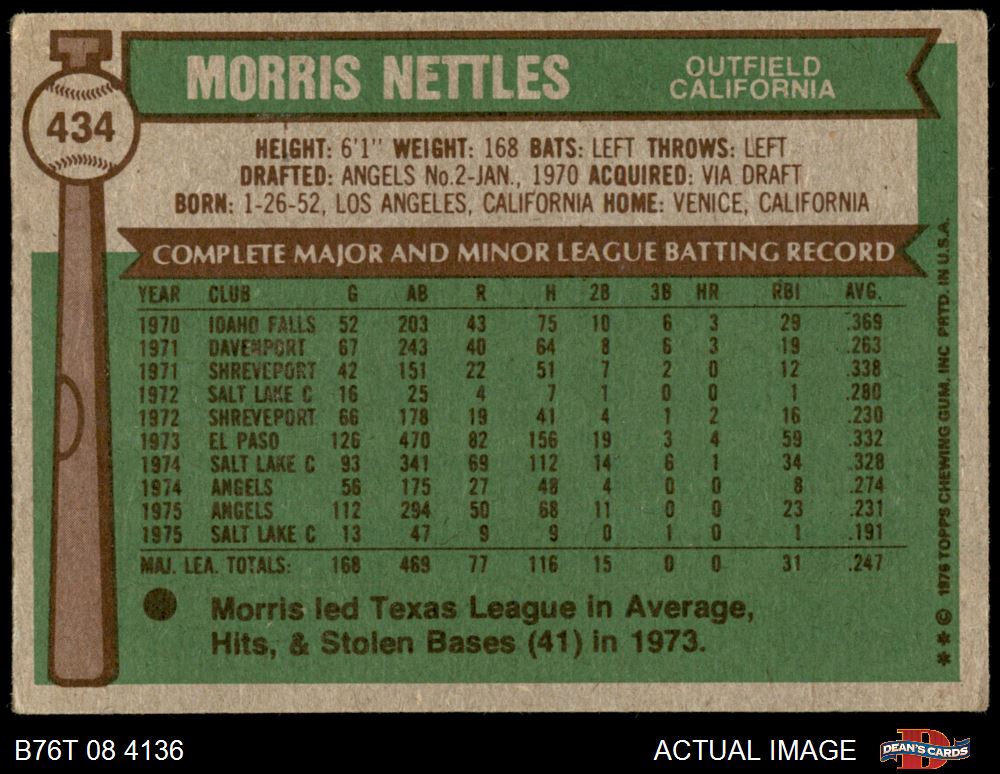 T
434
MORRIS NETTLES
OUTFIELD
CALIFORNIA
HEIGHT: 6'1" WEIGHT: 168 BATS: LEFT THROWS: LEFT
DRAFTED: ANGELS No.2-JAN., 1970 ACQUIRED: VIA DRAFT
BORN: 1-26-52, LOS ANGELES, CALIFORNIA HOME: VENICE, CALIFORNIA
COMPLETE MAJOR AND MINOR LEAGUE BATTING RECORD
YEAR CLUB G AB R H 2B 3B HR RBI AVG.
1970 IDAHO FALLS 52 203 43 75 10 6 3 29 .369
1971 DAVENPORT 67 243 40 64 8 6 3 19 .263
1971 SHREVEPORT 42 151 22 51 7 2 0 12 .338
1972 SALT LAKE C 16 25 4 7 1 0 0 1 .280
1972 SHREVEPORT 66 178 19 41 4 1 2 16 .230
1973 EL PASO 126 470 82 156 19 3 4 59 .332
1974 SALT LAKE C 93 341 69 112 14 6 1 34 .328
1974 ANGELS 56 175 27 48 4 0 0 8 .274
1975 ANGELS 112 294 50 68 11 0 0 23 .231
1975 SALT LAKE C 13 47 9 9 0 1 0 1 .191
MAJ. LEA. TOTALS: 168 469 77 116 15 0 0 31 .247
Morris led Texas League in Average,
Hits, & Stolen Bases (41) in 1973.
** © 1976 TOPPS CHEWING GUM, INC PRTD. IN U.S.A.
B76T 08 4136
ACTUAL IMAGE
DEAN'S CARDS